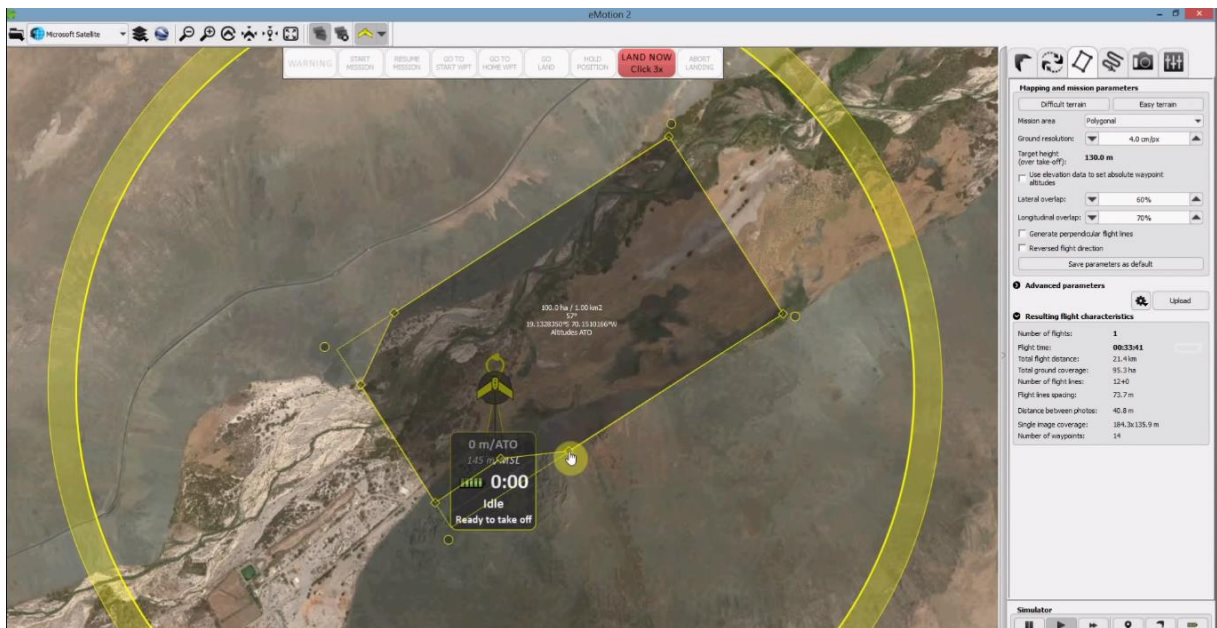 eMotion 2
Microsoft Satellite
WARNING
START MISSION
RESUME MISSION
GO TO START WPT
GO TO HOME WPT
GO LAND
HOLD POSITION
LAND NOW Click 3x
ABORT LANDING
100.0 ha / 1.00 km2
57°
19.1328350°S 70.1510166°W
Altitudes ATO
0 m/ATO
145 m/MSL
0:00
Idle
Ready to take off
Mapping and mission parameters
Difficult terrain
Easy terrain
Mission area Polygonal
Ground resolution: 4.0 cm/px
Target height
(over take-off): 130.0 m
Use elevation data to set absolute waypoint
altitudes
Lateral overlap: 60%
Longitudinal overlap: 70%
Generate perpendicular flight lines
Reversed flight direction
Save parameters as default
Advanced parameters
Upload
Resulting flight characteristics
Number of flights: 1
Flight time: 00:33:41
Total flight distance: 21.4 km
Total ground coverage: 95.3 ha
Number of flight lines: 12+0
Flight lines spacing: 73.7 m
Distance between photos: 40.8 m
Single image coverage: 184.3x135.9 m
Number of waypoints: 14
Simulator